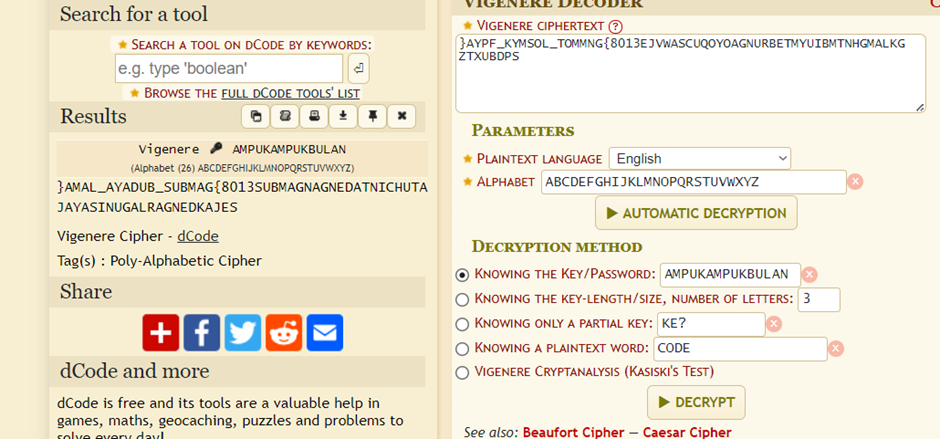 Search for a tool
SEARCH A TOOL ON DCODE BY KEYWORDS:
e.g. type 'boolean'
BROWSE THE FULL DCODE TOOLS' LIST
Results
Vigenere AMPUKAMPUKBULAN
(Alphabet (26) ABCDEFGHIJKLMNOPQRSTUVWXYZ)
}AMAL_AYADUB_SUBMAG{8013SUBMAGNAGNEDATNICHUTA
JAYASINUGALRAGNEDKAJES
Vigenere Cipher - dCode
Tag(s) : Poly-Alphabetic Cipher
Share
dCode and more
dCode is free and its tools are a valuable help in
games, maths, geocaching, puzzles and problems to
solve every day!
VIGENERE DECODER
VIGENERE CIPHERTEXT ?
}AYPF_KYMSOL_TOMMNG{8013EJVWASCUQOYOAGNURBETMYUIBMTNHGMALKG
ZTXUBDPS
PARAMETERS
PLAINTEXT LANGUAGE English
ALPHABET ABCDEFGHIJKLMNOPQRSTUVWXYZ
▶ AUTOMATIC DECRYPTION
DECRYPTION METHOD
KNOWING THE KEY/PASSWORD: AMPUKAMPUKBULAN
KNOWING THE KEY-LENGTH/SIZE, NUMBER OF LETTERS: 3
KNOWING ONLY A PARTIAL KEY: KE?
KNOWING A PLAINTEXT WORD: CODE
VIGENERE CRYPTANALYSIS (KASISKI'S TEST)
▶ DECRYPT
See also: Beaufort Cipher — Caesar Cipher